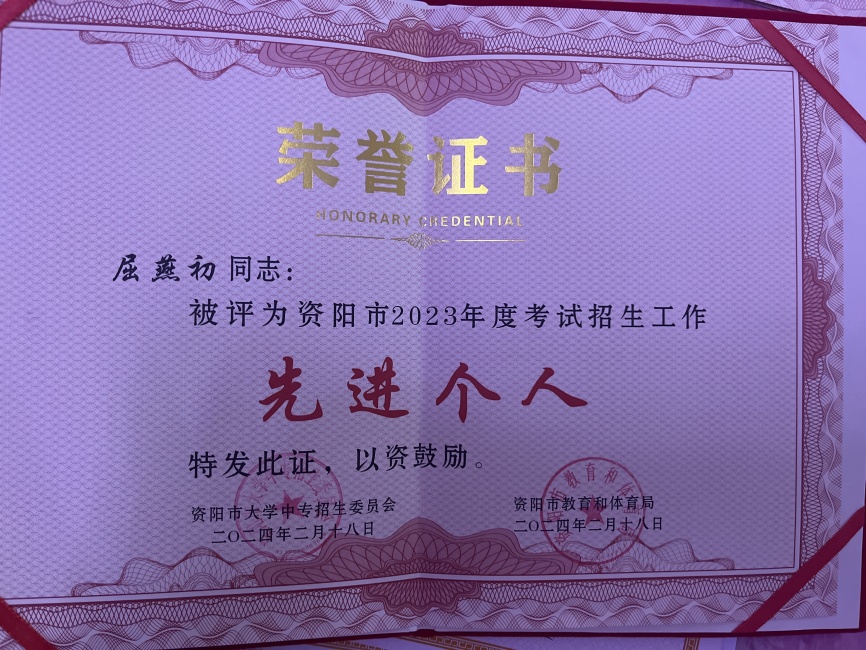 荣誉证书
HONORARY CREDENTIAL
屈燕初同志：
被评为资阳市2023年度考试招生工作
先进个人
特发此证，以资鼓励。
资阳市大学中专招生委员会
二〇二四年二月十八日
资阳市教育和体育局
二〇二四年二月十八日